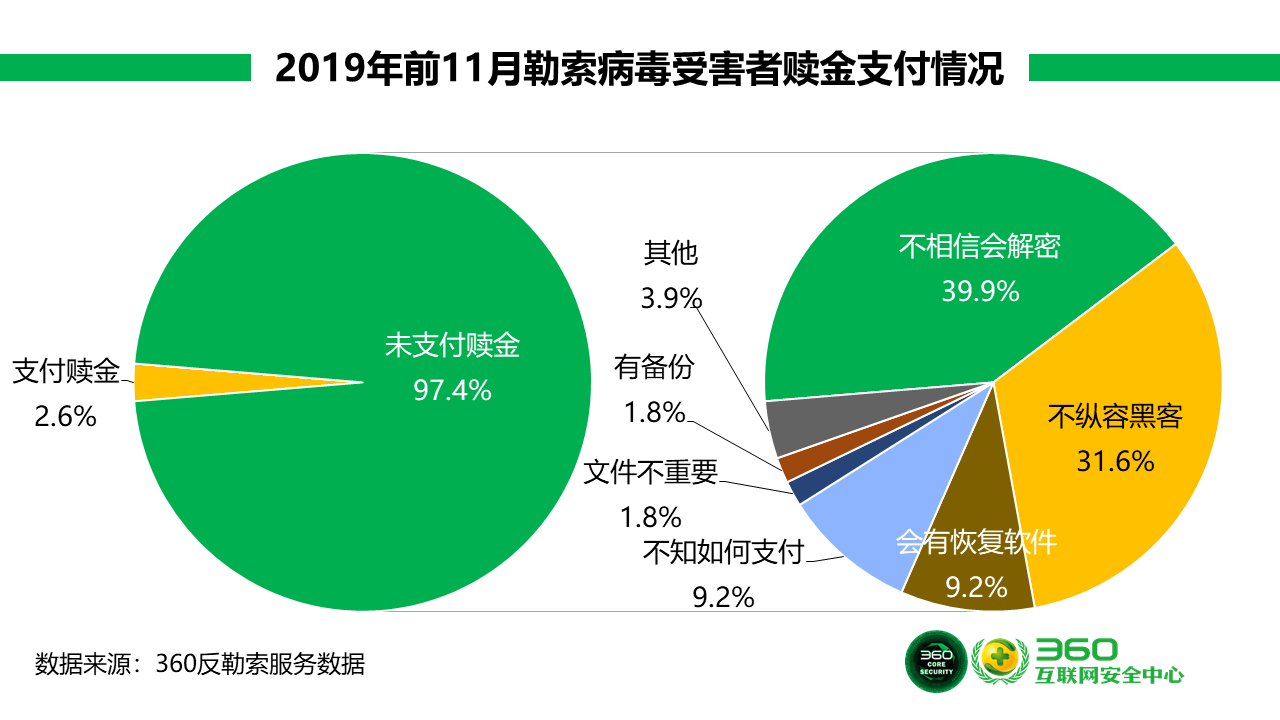 2019年前11月勒索病毒受害者赎金支付情况
支付赎金
2.6%
未支付赎金
97.4%
不相信会解密
39.9%
不纵容黑客
31.6%
会有恢复软件
9.2%
不知如何支付
9.2%
文件不重要
1.8%
有备份
1.8%
其他
3.9%
数据来源：360反勒索服务数据
360
CORE
SECURITY
360
互联网安全中心